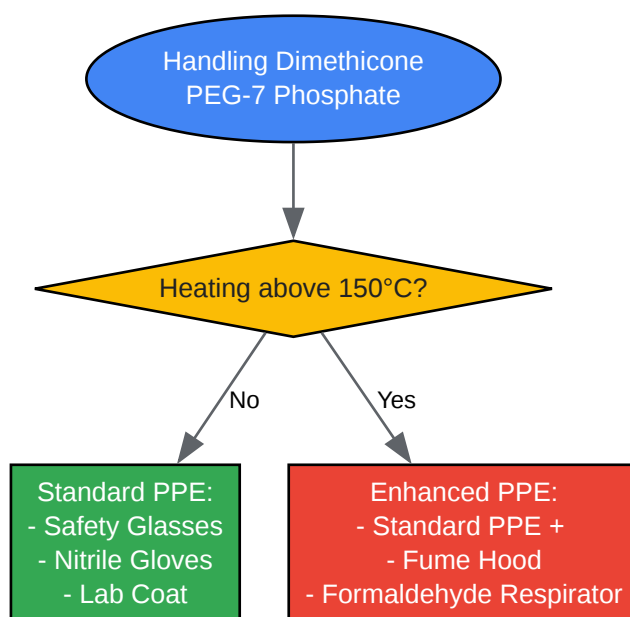 Handling Dimethicone
PEG-7 Phosphate
Heating above 150°C?
No
Yes
Standard PPE:
- Safety Glasses
- Nitrile Gloves
- Lab Coat
Enhanced PPE:
- Standard PPE +
- Fume Hood
- Formaldehyde Respirator